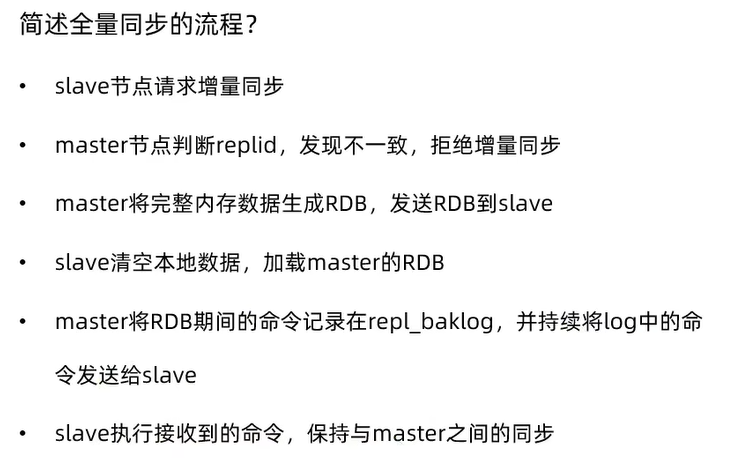 简述全量同步的流程？
• slave节点请求增量同步
• master节点判断replid，发现不一致，拒绝增量同步
• master将完整内存数据生成RDB，发送RDB到slave
• slave清空本地数据，加载master的RDB
• master将RDB期间的命令记录在repl_baklog，并持续将log中的命
令发送给slave
• slave执行接收到的命令，保持与master之间的同步